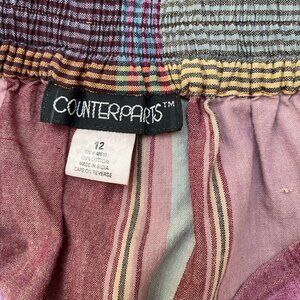 COUNTERPARTS™
12
100% COTTON
MADE IN INDIA
CARE ON REVERSE